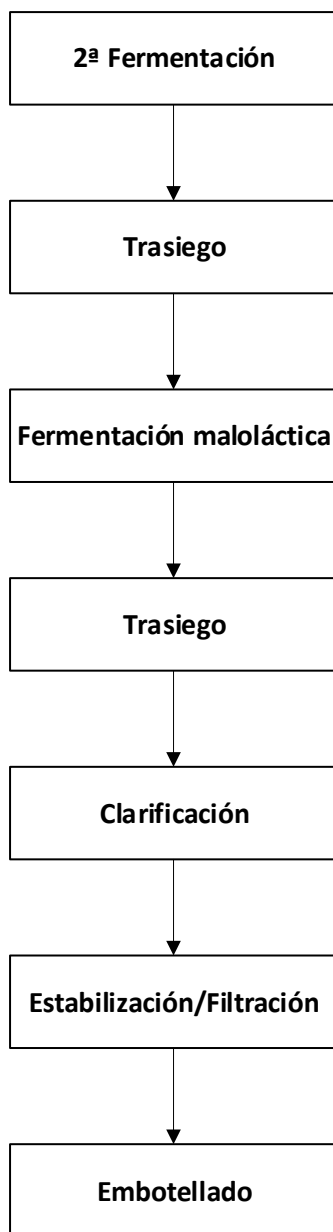 2ª Fermentación
Trasiego
Fermentación maloláctica
Trasiego
Clarificación
Estabilización/Filtración
Embotellado